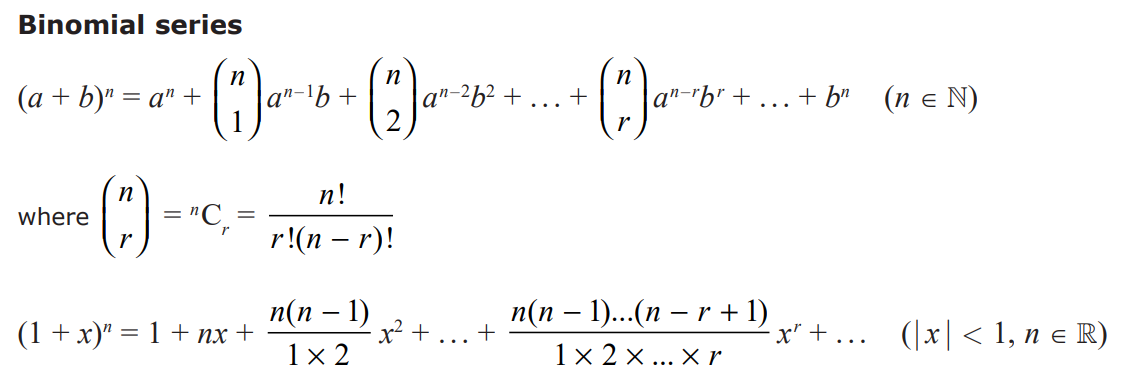 Binomial series
(a + b)ⁿ = aⁿ + (n 1) aⁿ⁻¹b + (n 2) aⁿ⁻²b² + … + (n r) aⁿ⁻ʳbʳ + … + bⁿ (n ∈ ℕ)
where (n r) = ⁿCᵣ = n! / r!(n − r)!
(1 + x)ⁿ = 1 + nx + n(n − 1) / 1 × 2 x² + … + n(n − 1)...(n − r + 1) / 1 × 2 × ... × r xʳ + … (|x| < 1, n ∈ ℝ)